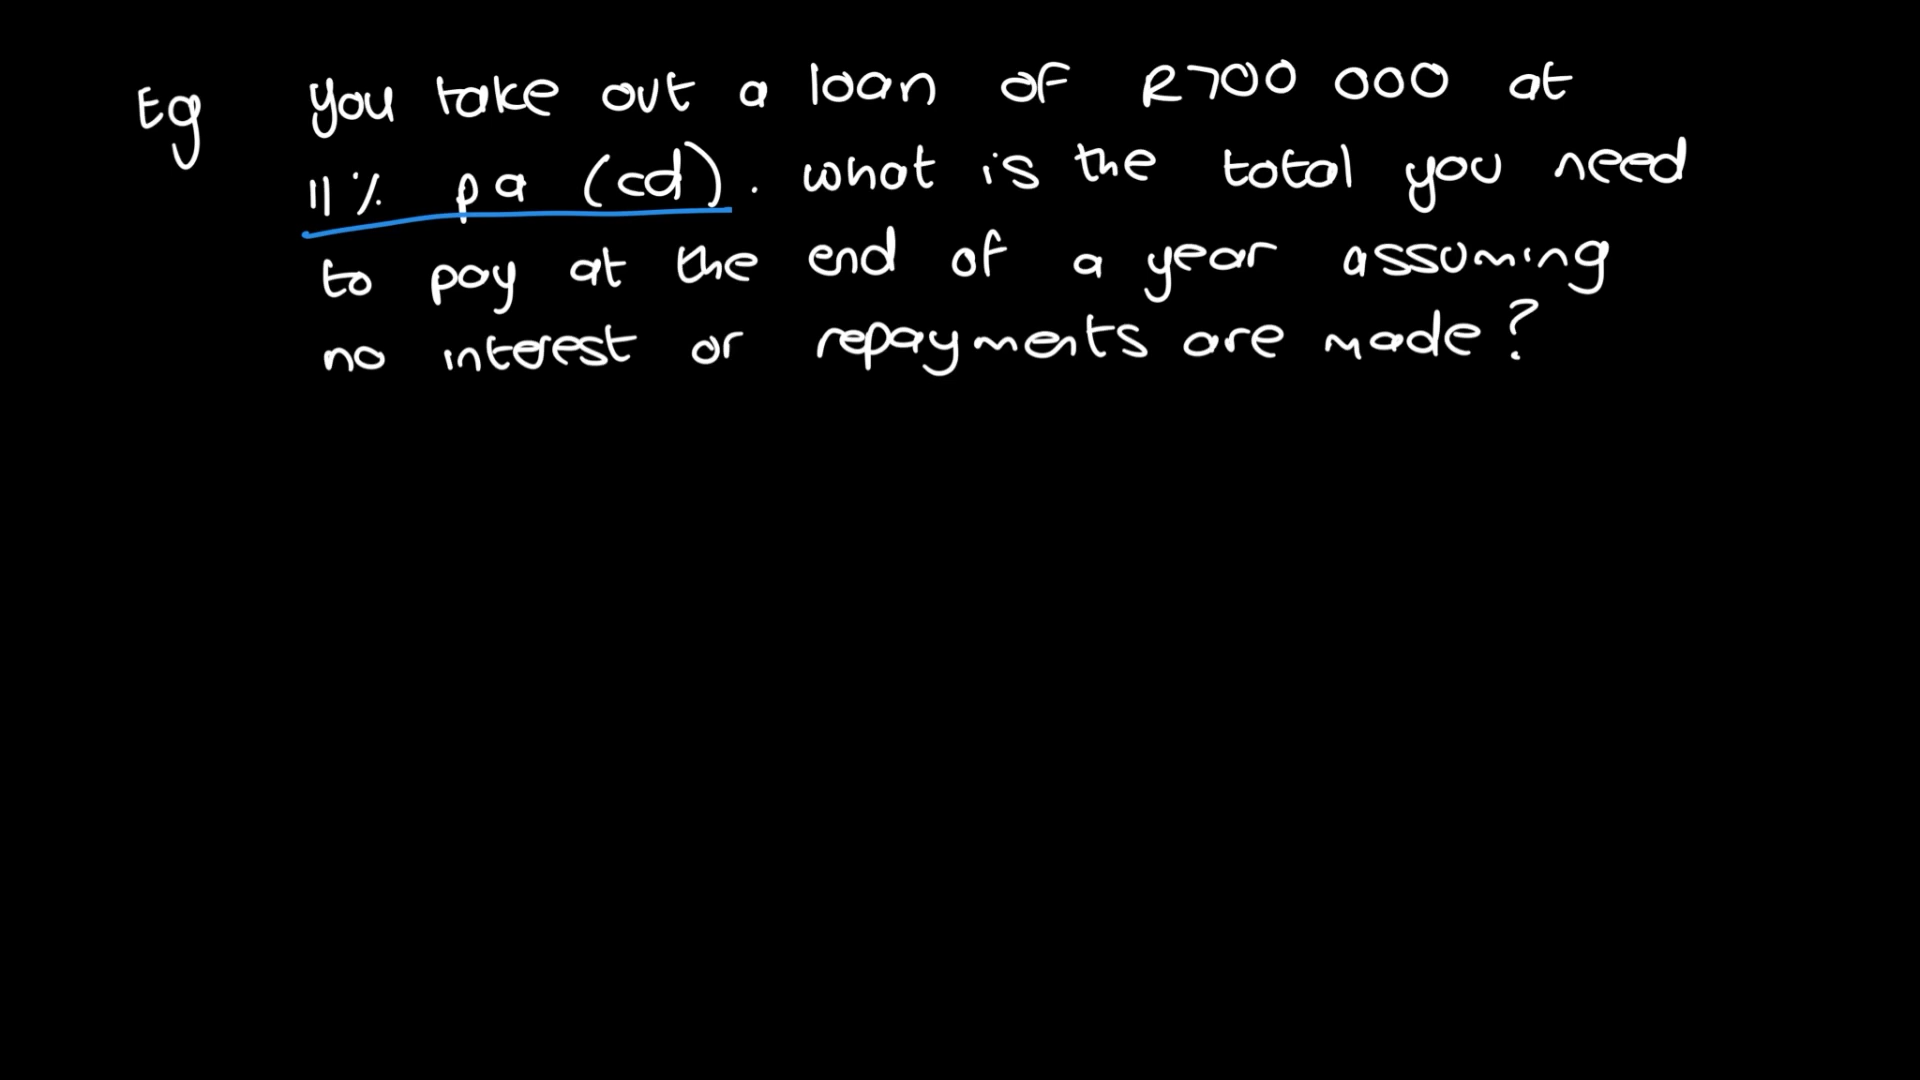 Eg you take out a loan of R700 000 at
11% pa (cd). what is the total you need
to pay at the end of a year assuming
no interest or repayments are made?